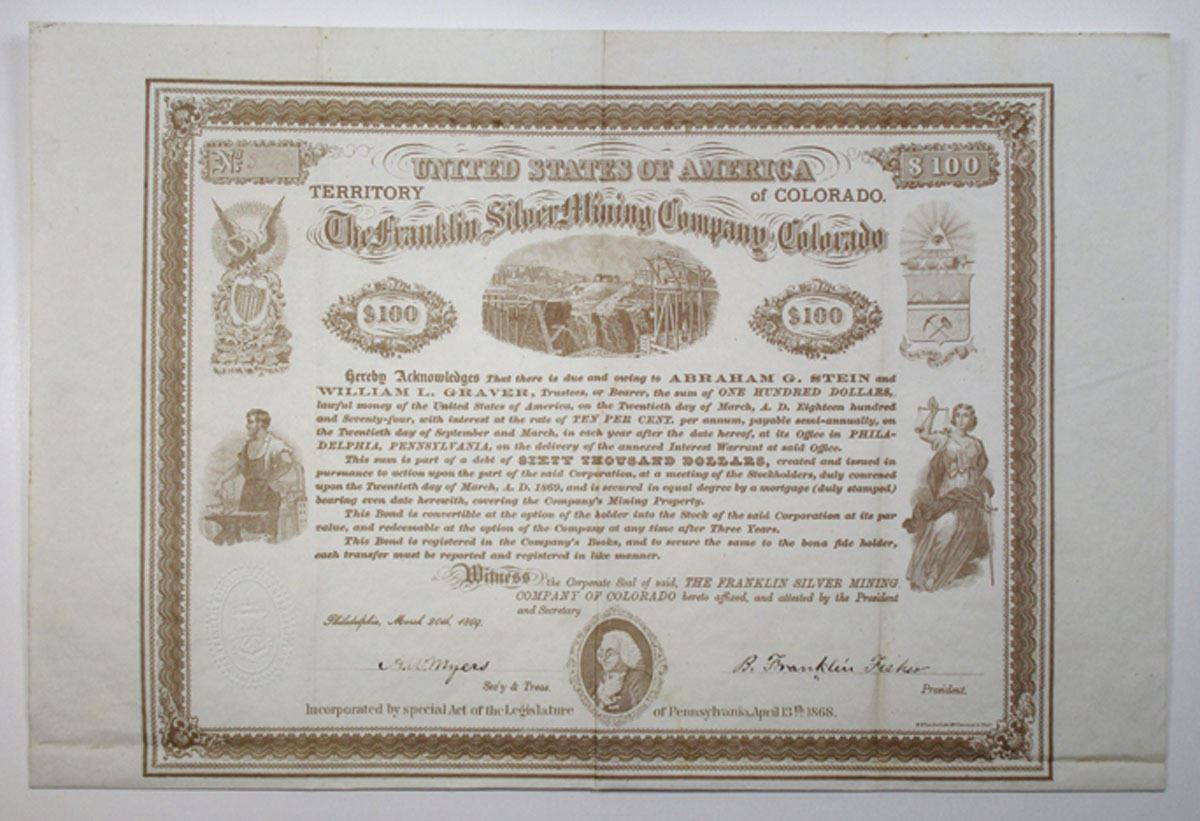 Nº 5
UNITED STATES OF AMERICA
$100
TERRITORY of COLORADO.
The Franklin Silver Mining Company, Colorado
$100
$100
Hereby Acknowledges That there is due and owing to ABRAHAM G. STEIN and
WILLIAM L. GRAVER, Trustees, or Bearer, the sum of ONE HUNDRED DOLLARS,
lawful money of the United States of America, on the Twentieth day of March, A. D. Eighteen hundred
and Seventy-four, with interest at the rate of TEN PER CENT. per annum, payable semi-annually, on
the Twentieth day of September and March, in each year after the date hereof, at its Office in PHILA-
DELPHIA, PENNSYLVANIA, on the delivery of the annexed Interest Warrant at said Office.
This sum is part of a debt of SIXTY THOUSAND DOLLARS, created and issued in
pursuance to action upon the part of the said Corporation, at a meeting of the Stockholders, duly convened
upon the Twentieth day of March, A. D. 1869, and is secured in equal degree by a mortgage (duly stamped)
bearing even date herewith, covering the Company's Mining Property.
This Bond is convertible at the option of the holder into the Stock of the said Corporation at its par
value, and redeemable at the option of the Company at any time after Three Years.
This Bond is registered in the Company's Books, and to secure the same to the bona fide holder,
each transfer must be reported and registered in like manner.
Witness the Corporate Seal of said, THE FRANKLIN SILVER MINING
COMPANY OF COLORADO hereto affixed, and attested by the President
and Secretary
Philadelphia, March 20th, 1869.
Myers
B. Franklin Fisher
Sec'y & Treas.
President.
Incorporated by special Act of the Legislature of Pennsylvania, April 13th 1868.